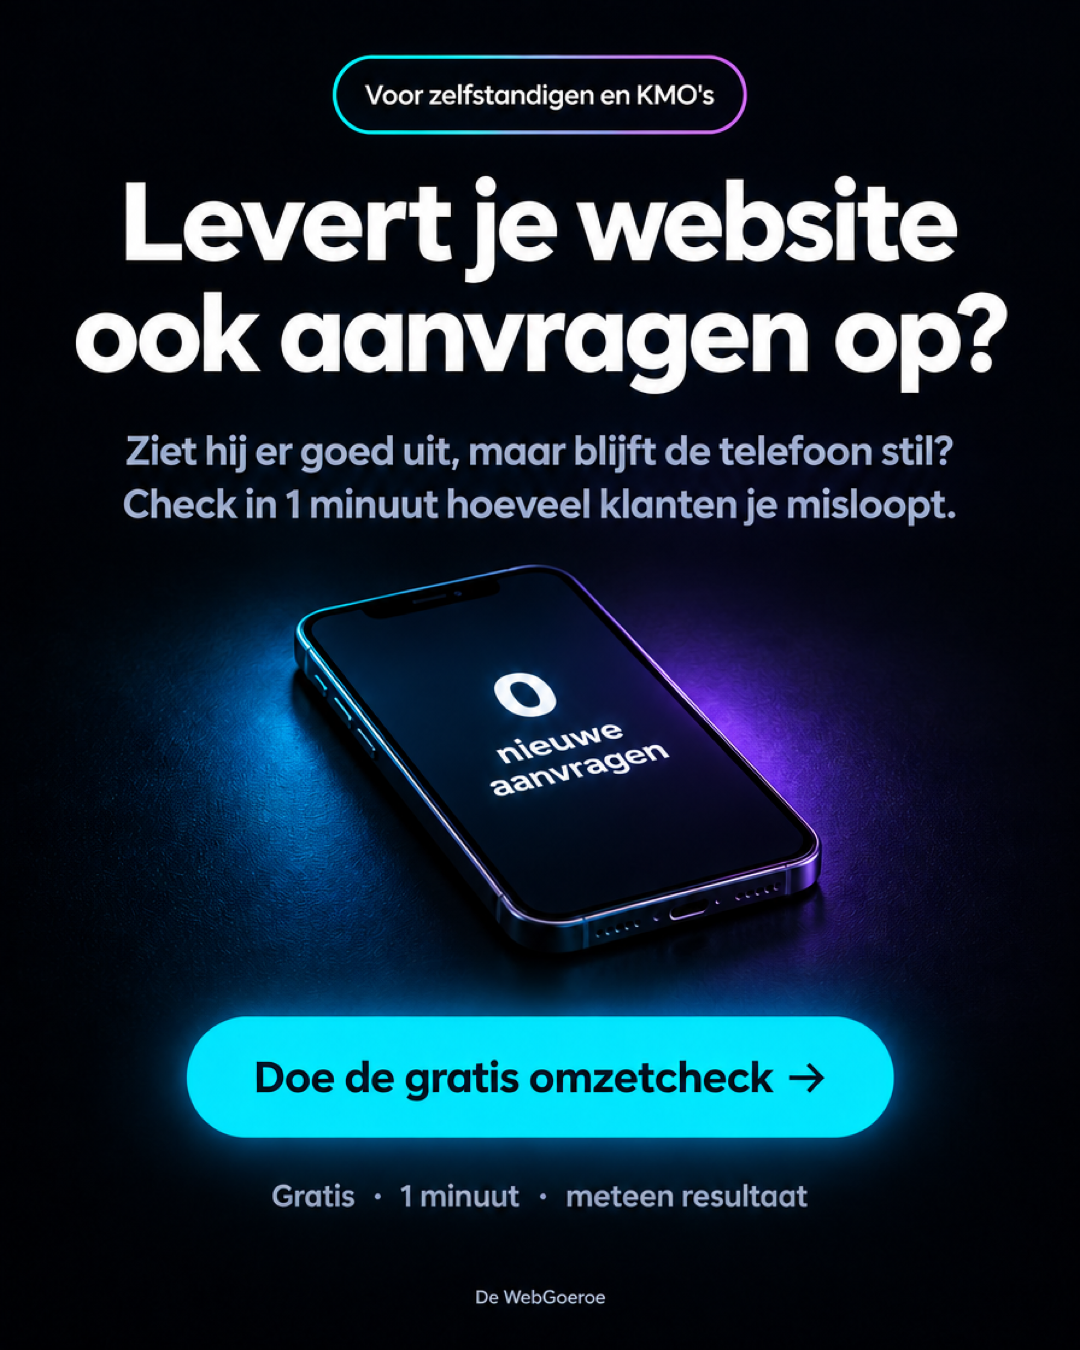 Voor zelfstandigen en KMO's
Levert je website
ook aanvragen op?
Ziet hij er goed uit, maar blijft de telefoon stil?
Check in 1 minuut hoeveel klanten je misloopt.
0
nieuwe
aanvragen
Doe de gratis omzetcheck →
Gratis · 1 minuut · meteen resultaat
De WebGoeroe